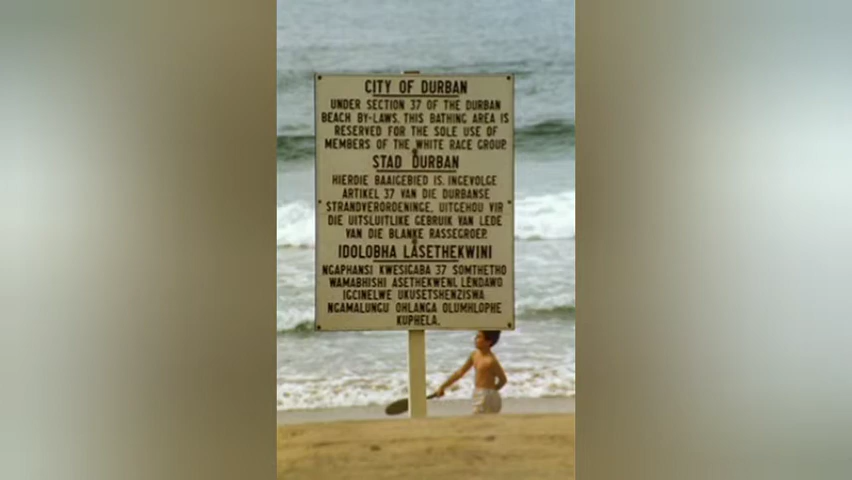 CITY OF DURBAN
UNDER SECTION 37 OF THE DURBAN
BEACH BY-LAWS. THIS BATHING AREA IS
RESERVED FOR THE SOLE USE OF
MEMBERS OF THE WHITE RACE GROUP.
STAD DURBAN
HIERDIE BAAIGEBIED IS. INGEVOLGE
ARTIKEL 37 VAN DIE DURBANSE
STRANDVERORDENINGE, UITGEHOU VIR
DIE UITSLUITLIKE GEBRUIK VAN LEDE
VAN DIE BLANKE RASSEGROEP.
IDOLOBHA LASETHEKWINI
NGAPHANSI KWESIGABA 37 SOMTHETHO
WAMABHISHI ASETHEKWENI, LENDAWO
IGCINELWE UKUSETSHENZISWA
NGAMALUNGU OHLANGA OLUMHLOPHE
KUPHELA.